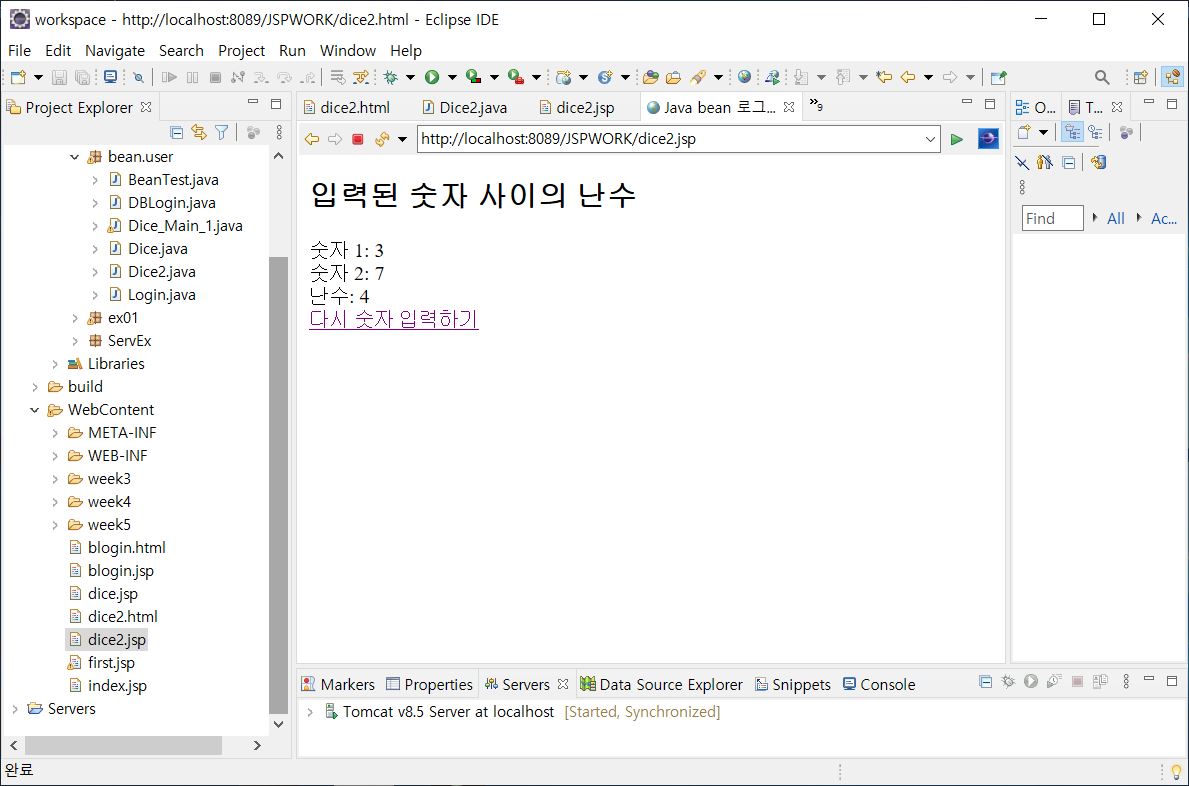 workspace - http://localhost:8089/JSPWORK/dice2.html - Eclipse IDE
File Edit Navigate Search Project Run Window Help
Project Explorer
bean.user
BeanTest.java
DBLogin.java
Dice_Main_1.java
Dice.java
Dice2.java
Login.java
ex01
ServEx
Libraries
build
WebContent
META-INF
WEB-INF
week3
week4
week5
blogin.html
blogin.jsp
dice.jsp
dice2.html
dice2.jsp
first.jsp
index.jsp
Servers
dice2.html Dice2.java dice2.jsp Java bean 로그... »9
http://localhost:8089/JSPWORK/dice2.jsp
입력된 숫자 사이의 난수
숫자 1: 3
숫자 2: 7
난수: 4
다시 숫자 입력하기
O... T...
Find All Ac...
Markers Properties Servers Data Source Explorer Snippets Console
Tomcat v8.5 Server at localhost [Started, Synchronized]
완료